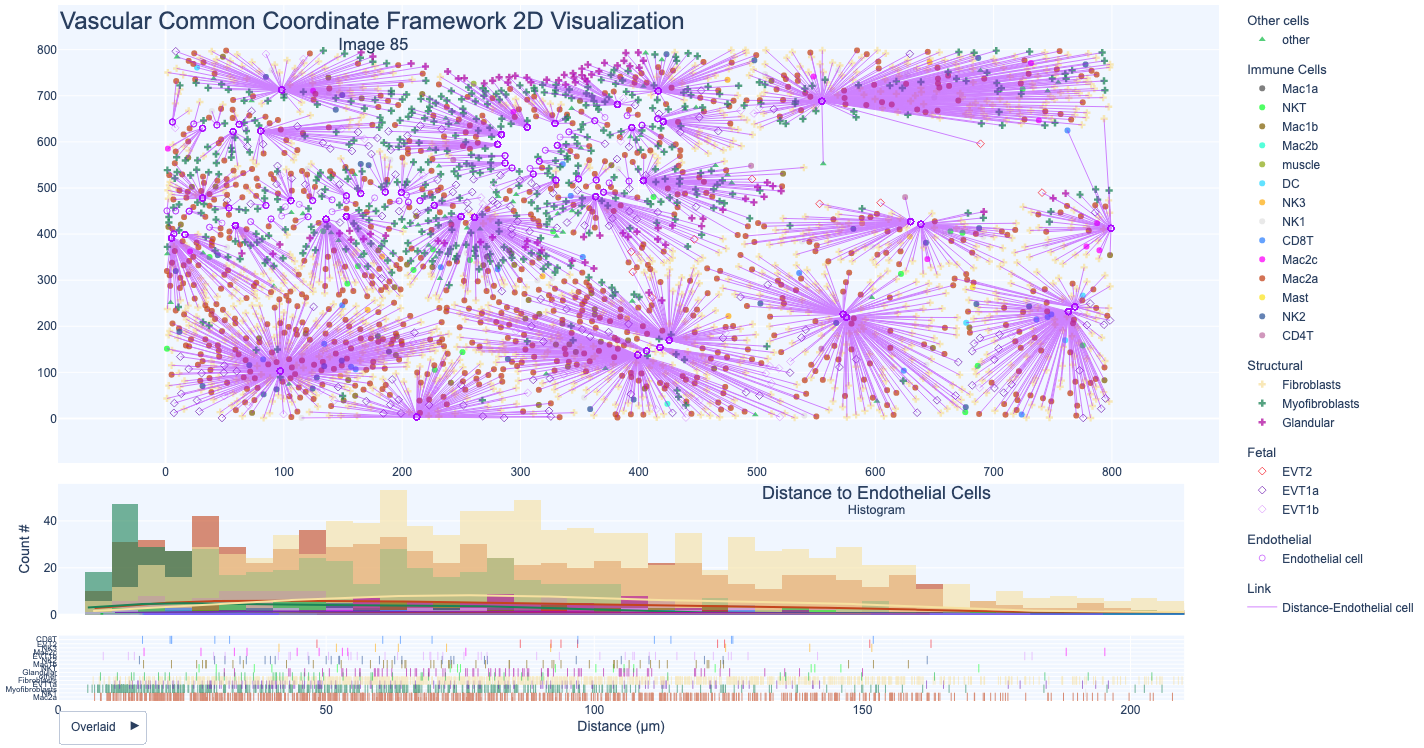 Vascular Common Coordinate Framework 2D Visualization
Image 85
800
700
600
500
400
300
200
100
0
0 100 200 300 400 500 600 700 800
Other cells
other
Immune Cells
Mac1a
NKT
Mac1b
Mac2b
muscle
DC
NK3
NK1
CD8T
Mac2c
Mac2a
Mast
NK2
CD4T
Structural
Fibroblasts
Myofibroblasts
Glandular
Fetal
EVT2
EVT1a
EVT1b
Endothelial
Endothelial cell
Link
Distance-Endothelial cell
Distance to Endothelial Cells
Histogram
Count #
40
20
0
CD8T
Glandular
Myofibroblasts
Mac2a
0 50 100 150 200
Distance (μm)
Overlaid ▶